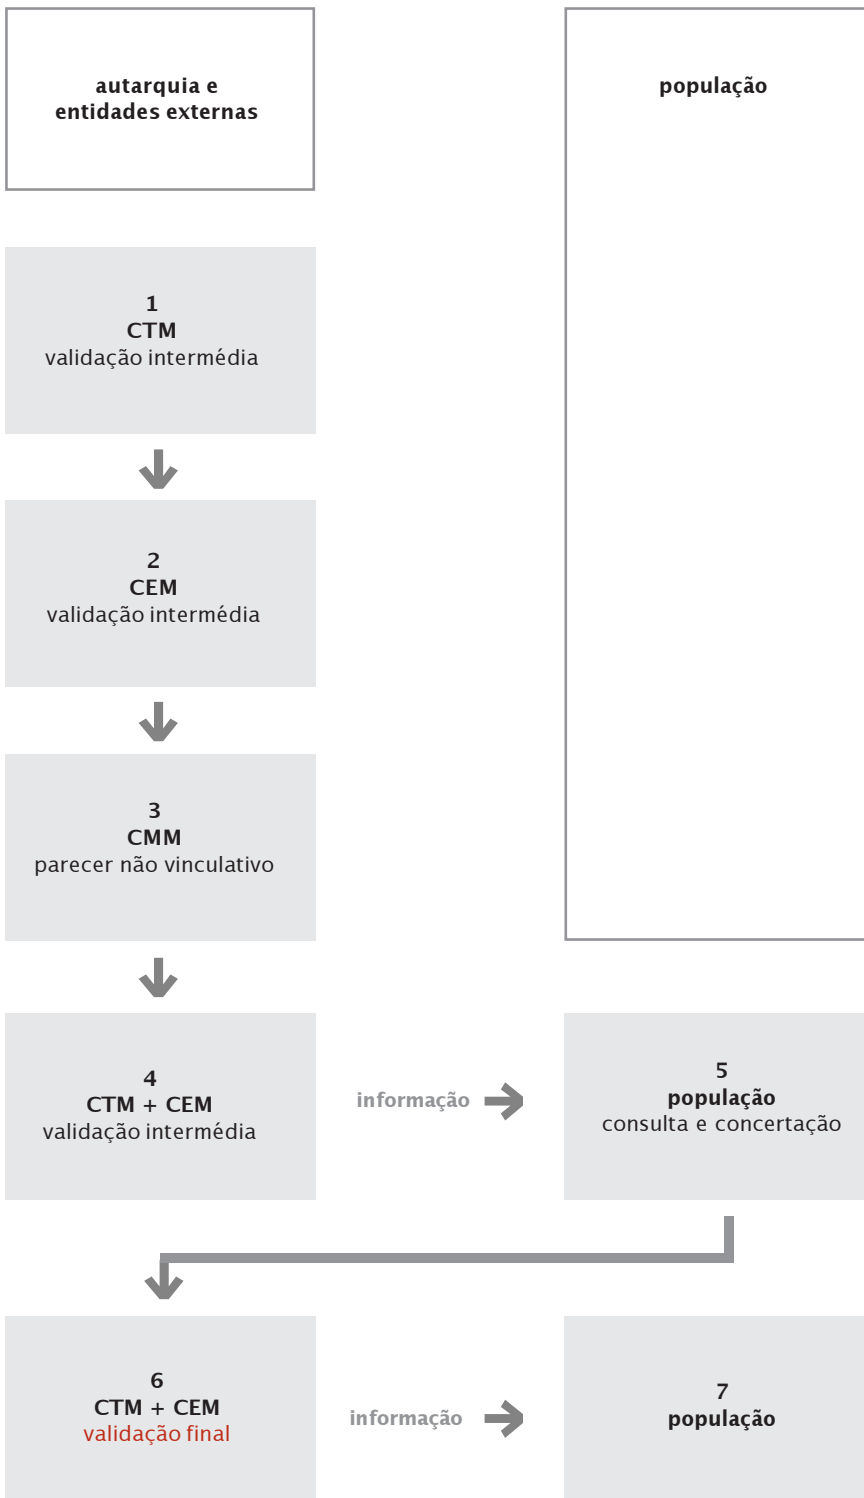 autarquia e
entidades externas
população
1
CTM
validação intermédia
2
CEM
validação intermédia
3
CMM
parecer não vinculativo
4
CTM + CEM
validação intermédia
informação
5
população
consulta e concertação
6
CTM + CEM
validação final
informação
7
população